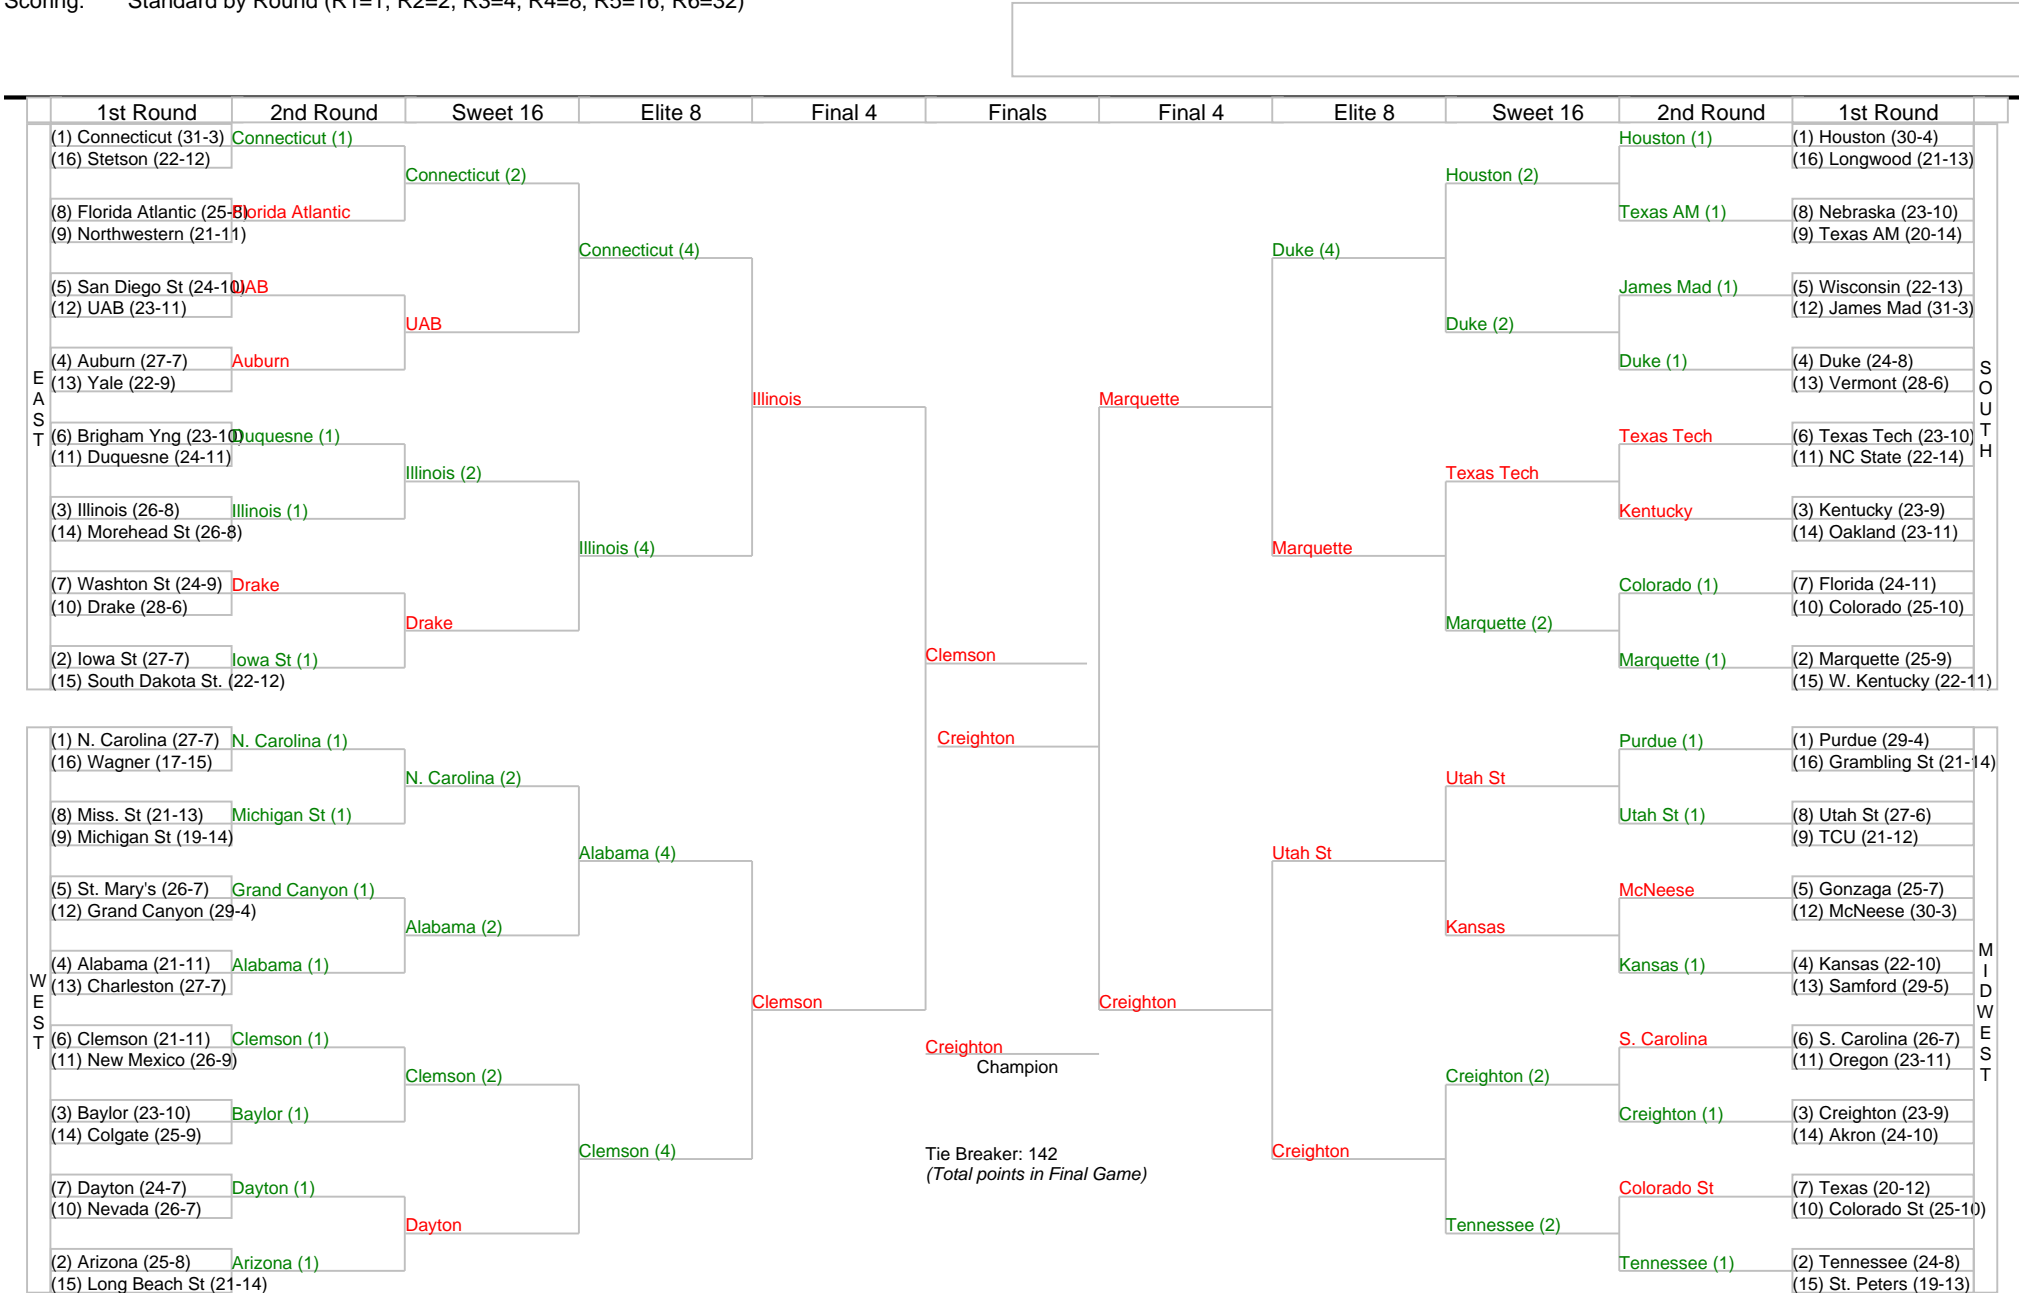 Scoring: Standard by Round (R1=1, R2=2, R3=4, R4=8, R5=16, R6=32)
1st Round 2nd Round Sweet 16 Elite 8 Final 4 Finals Final 4 Elite 8 Sweet 16 2nd Round 1st Round
EAST
(1) Connecticut (31-3)
(16) Stetson (22-12)
(8) Florida Atlantic (25-8)
(9) Northwestern (21-11)
(5) San Diego St (24-10)
(12) UAB (23-11)
(4) Auburn (27-7)
(13) Yale (22-9)
(6) Brigham Yng (23-10)
(11) Duquesne (24-11)
(3) Illinois (26-8)
(14) Morehead St (26-8)
(7) Washton St (24-9)
(10) Drake (28-6)
(2) Iowa St (27-7)
(15) South Dakota St. (22-12)
Connecticut (1)
Florida Atlantic
UAB
Auburn
Duquesne (1)
Illinois (1)
Drake
Iowa St (1)
Connecticut (2)
UAB
Illinois (2)
Drake
Connecticut (4)
Illinois (4)
Illinois
WEST
(1) N. Carolina (27-7)
(16) Wagner (17-15)
(8) Miss. St (21-13)
(9) Michigan St (19-14)
(5) St. Mary's (26-7)
(12) Grand Canyon (29-4)
(4) Alabama (21-11)
(13) Charleston (27-7)
(6) Clemson (21-11)
(11) New Mexico (26-9)
(3) Baylor (23-10)
(14) Colgate (25-9)
(7) Dayton (24-7)
(10) Nevada (26-7)
(2) Arizona (25-8)
(15) Long Beach St (21-14)
N. Carolina (1)
Michigan St (1)
Grand Canyon (1)
Alabama (1)
Clemson (1)
Baylor (1)
Dayton (1)
Arizona (1)
N. Carolina (2)
Alabama (2)
Clemson (2)
Dayton
Alabama (4)
Clemson (4)
Clemson
Clemson
Creighton
Creighton
Champion
Tie Breaker: 142
(Total points in Final Game)
Marquette
Duke (4)
Marquette
Houston (2)
Duke (2)
Texas Tech
Marquette (2)
Houston (1)
Texas AM (1)
James Mad (1)
Duke (1)
Texas Tech
Kentucky
Colorado (1)
Marquette (1)
(1) Houston (30-4)
(16) Longwood (21-13)
(8) Nebraska (23-10)
(9) Texas AM (20-14)
(5) Wisconsin (22-13)
(12) James Mad (31-3)
(4) Duke (24-8)
(13) Vermont (28-6)
(6) Texas Tech (23-10)
(11) NC State (22-14)
(3) Kentucky (23-9)
(14) Oakland (23-11)
(7) Florida (24-11)
(10) Colorado (25-10)
(2) Marquette (25-9)
(15) W. Kentucky (22-11)
SOUTH
Creighton
Utah St
Creighton
Utah St
Kansas
Creighton (2)
Tennessee (2)
Purdue (1)
Utah St (1)
McNeese
Kansas (1)
S. Carolina
Creighton (1)
Colorado St
Tennessee (1)
(1) Purdue (29-4)
(16) Grambling St (21-14)
(8) Utah St (27-6)
(9) TCU (21-12)
(5) Gonzaga (25-7)
(12) McNeese (30-3)
(4) Kansas (22-10)
(13) Samford (29-5)
(6) S. Carolina (26-7)
(11) Oregon (23-11)
(3) Creighton (23-9)
(14) Akron (24-10)
(7) Texas (20-12)
(10) Colorado St (25-10)
(2) Tennessee (24-8)
(15) St. Peters (19-13)
MIDWEST